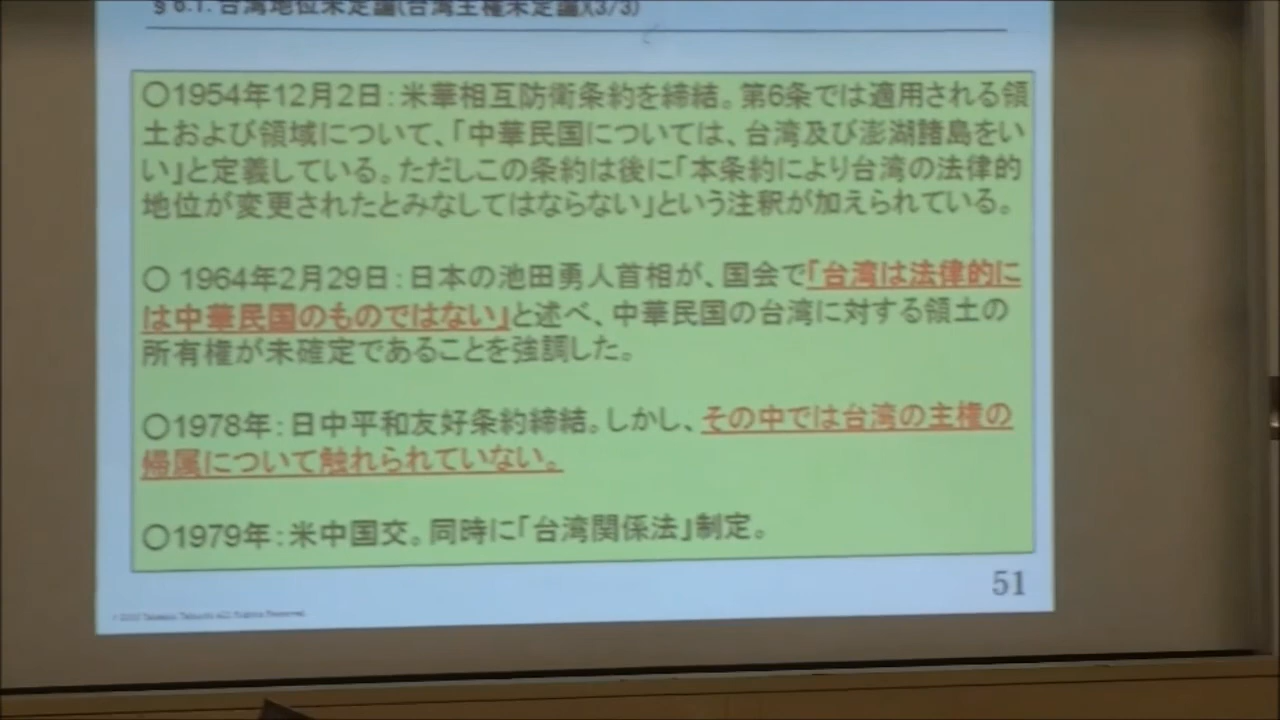 §6.1. 台湾地位未定論(台湾主権未定論)(3/3)
○1954年12月2日：米華相互防衛条約を締結。第6条では適用される領
土および領域について、「中華民国については、台湾及び澎湖諸島をい
い」と定義している。ただしこの条約は後に「本条約により台湾の法律的
地位が変更されたとみなしてはならない」という注釈が加えられている。
○ 1964年2月29日：日本の池田勇人首相が、国会で「台湾は法律的に
は中華民国のものではない」と述べ、中華民国の台湾に対する領土の
所有権が未確定であることを強調した。
○1978年：日中平和友好条約締結。しかし、その中では台湾の主権の
帰属について触れられていない。
○1979年：米中国交。同時に「台湾関係法」制定。
51